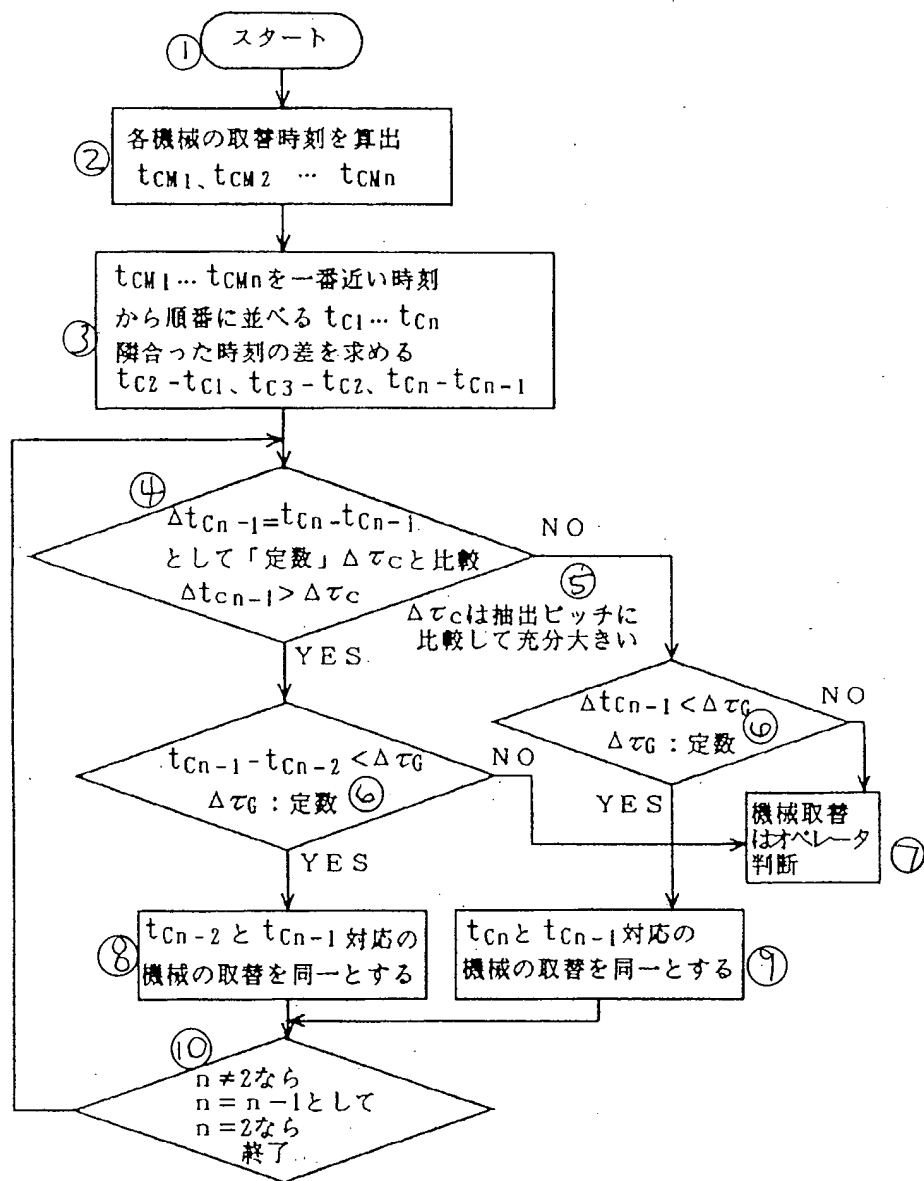 ① スタート
② 各機械の取替時刻を算出
tCM1、tCM2 … tCMn
③ tCM1…tCMnを一番近い時刻
から順番に並べる tC1…tCn
隣合った時刻の差を求める
tC2-tC1、tC3-tC2、tCn-tCn-1
④ ΔtCn-1=tCn-tCn-1
として「定数」Δτcと比較
Δtcn-1>Δτc
NO
YES
⑤
Δτcは抽出ピッチに
比較して充分大きい
ΔtCn-1<ΔτG
ΔτG:定数 ⑥
NO
YES
tCn-1-tCn-2<ΔτG
ΔτG:定数 ⑥
NO
YES
機械取替
はオペレータ
判断
⑦
⑧ tCn-2とtCn-1対応の
機械の取替を同一とする
tCnとtCn-1対応の
機械の取替を同一とする ⑨
⑩
n≠2なら
n=n-1として
n=2なら
終了